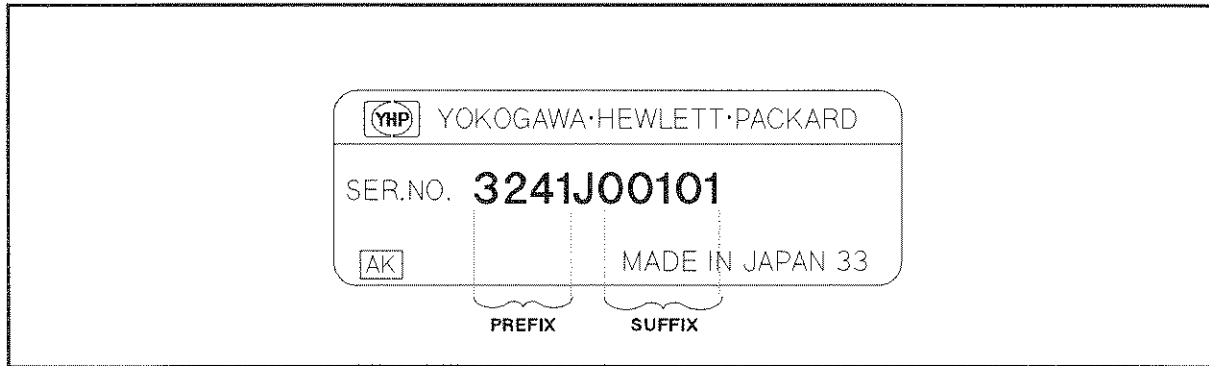 YHP YOKOGAWA·HEWLETT·PACKARD
SER.NO. 3241J00101
AK MADE IN JAPAN 33
PREFIX SUFFIX